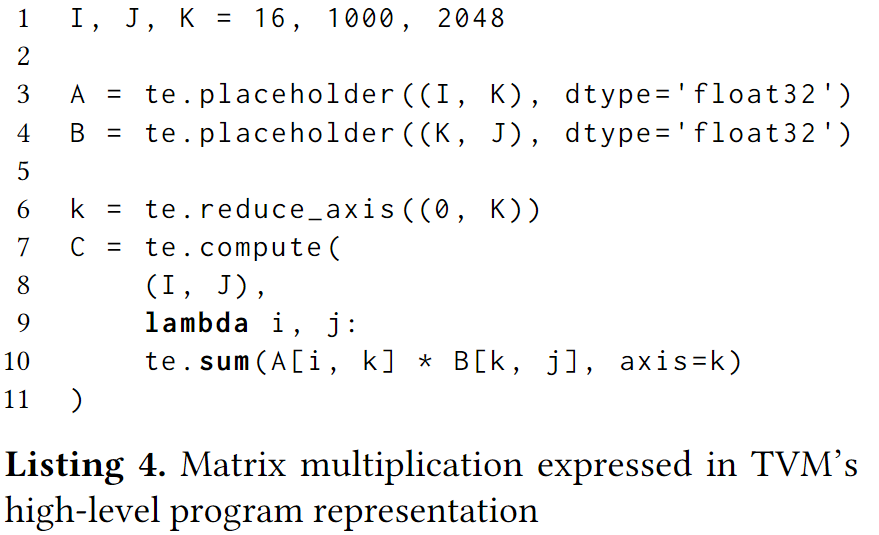 1 I, J, K = 16, 1000, 2048
2
3 A = te.placeholder((I, K), dtype='float32')
4 B = te.placeholder((K, J), dtype='float32')
5
6 k = te.reduce_axis((0, K))
7 C = te.compute(
8     (I, J),
9     lambda i, j:
10     te.sum(A[i, k] * B[k, j], axis=k)
11 )
Listing 4. Matrix multiplication expressed in TVM's
high-level program representation